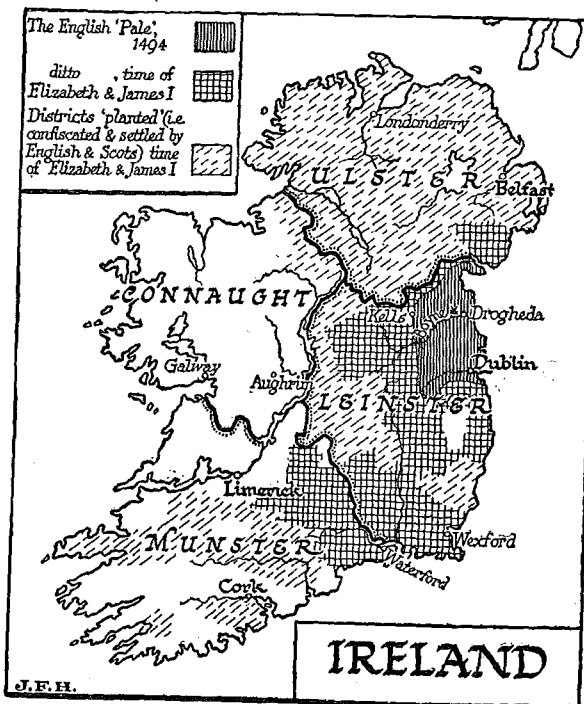 The English 'Pale',
1494
ditto , time of
Elizabeth & James I
Districts 'planted' (i.e.
confiscated & settled by
English & Scots) time
of Elizabeth & James I
Londonderry
ULSTER
Belfast
CONNAUGHT
Kells
Drogheda
Galway
Dublin
Aughrim
LEINSTER
Limerick
Wexford
MUNSTER
Waterford
Cork
IRELAND
J.F.H.